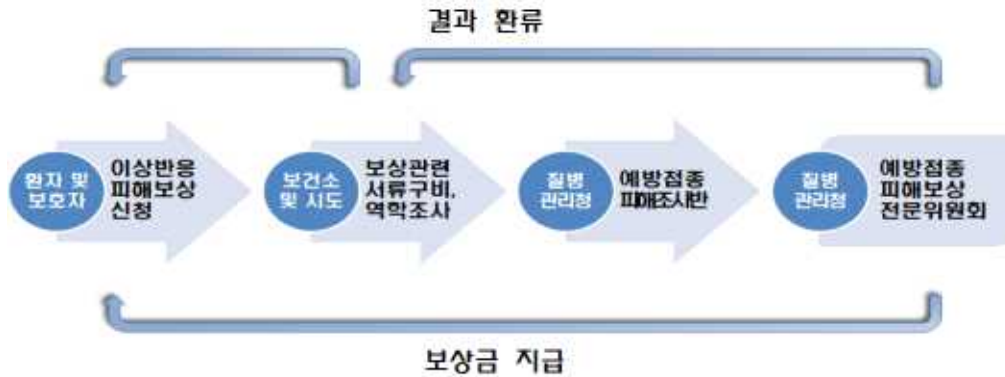 결과 환류
환자 및
보호자
이상반응
피해보상
신청
보건소
및 시도
보상관련
서류구비,
역학조사
질병
관리청
예방접종
피해조사반
질병
관리청
예방접종
피해보상
전문위원회
보상금 지급